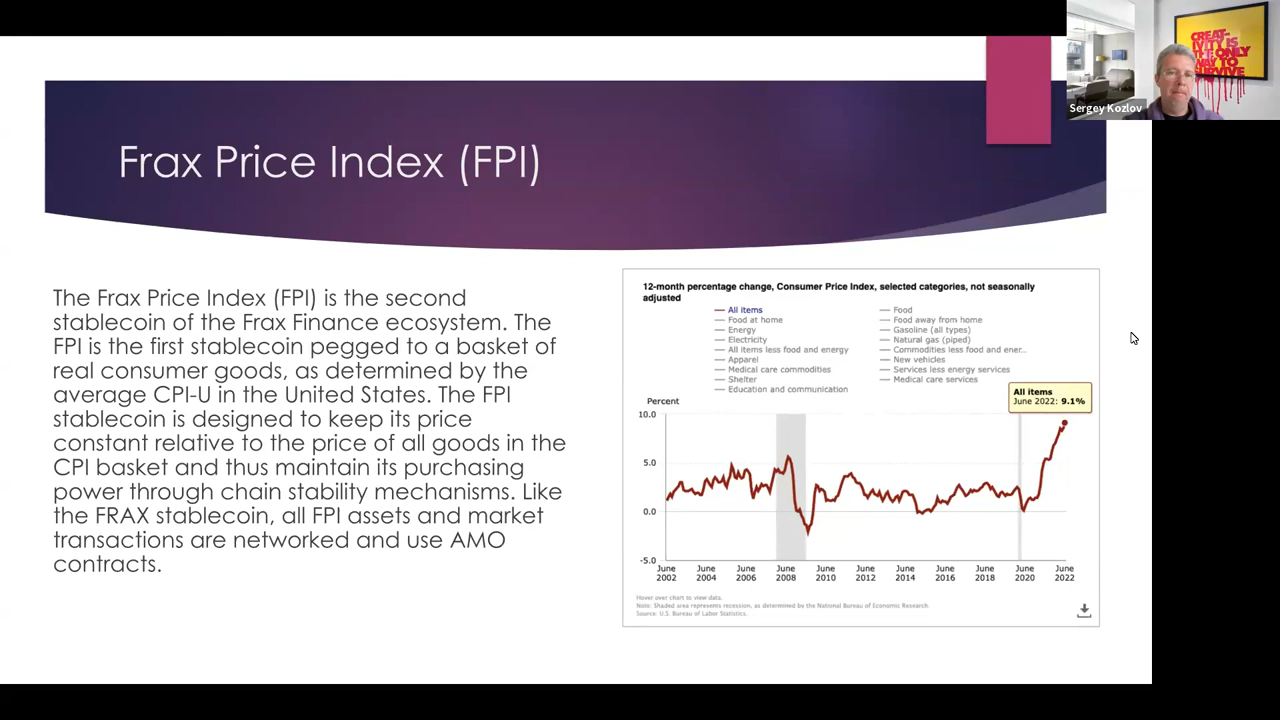 CREAT-
IVITY IS
THE ONLY
WAY TO
SURVIVE
Sergey Kozlov
Frax Price Index (FPI)
The Frax Price Index (FPI) is the second
stablecoin of the Frax Finance ecosystem. The
FPI is the first stablecoin pegged to a basket of
real consumer goods, as determined by the
average CPI-U in the United States. The FPI
stablecoin is designed to keep its price
constant relative to the price of all goods in the
CPI basket and thus maintain its purchasing
power through chain stability mechanisms. Like
the FRAX stablecoin, all FPI assets and market
transactions are networked and use AMO
contracts.
12-month percentage change, Consumer Price Index, selected categories, not seasonally
adjusted
All items
Food at home
Energy
Electricity
All items less food and energy
Apparel
Medical care commodities
Shelter
Education and communication
Food
Food away from home
Gasoline (all types)
Natural gas (piped)
Commodities less food and ener...
New vehicles
Services less energy services
Medical care services
All items
June 2022: 9.1%
Percent
10.0
5.0
0.0
-5.0
June June June June June June June June June June June
2002 2004 2006 2008 2010 2012 2014 2016 2018 2020 2022
Hover over chart to view data.
Note: Shaded area represents recession, as determined by the National Bureau of Economic Research.
Source: U.S. Bureau of Labor Statistics.